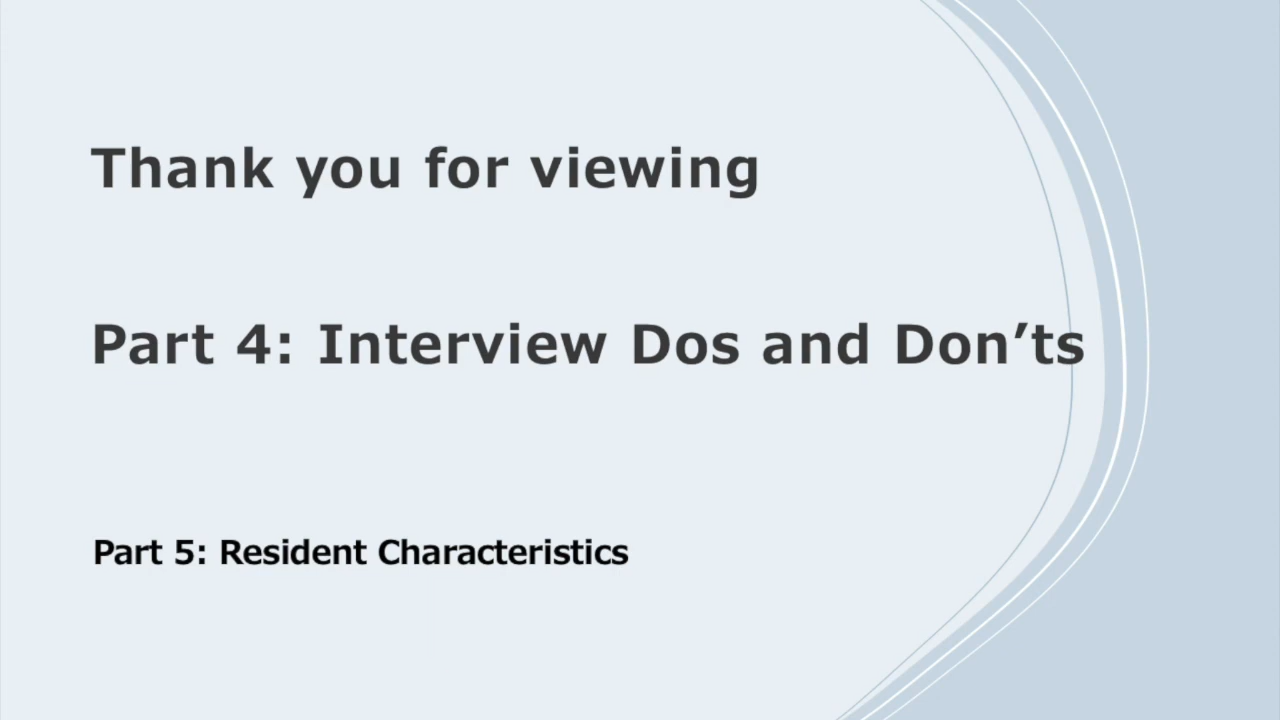 Thank you for viewing
Part 4: Interview Dos and Don’ts
Part 5: Resident Characteristics